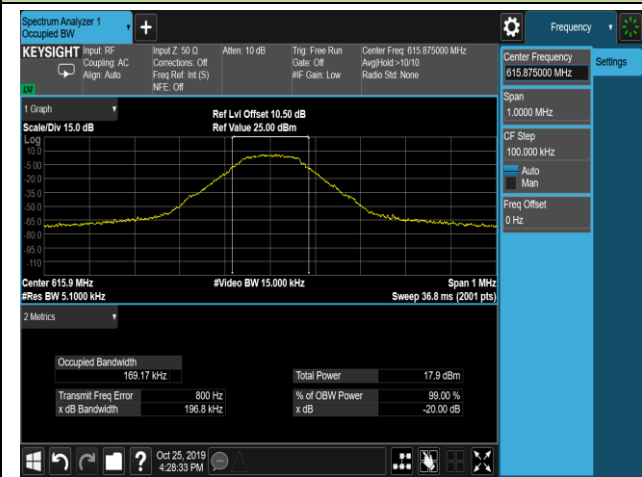 Spectrum Analyzer 1
Occupied BW
+
Frequency
KEYSIGHT
Input: RF
Coupling: AC
Align: Auto
Input Z: 50 Ω
Corrections: Off
Freq Ref: Int (S)
NFE: Off
Atten: 10 dB
Trig: Free Run
Gate: Off
#IF Gain: Low
Center Freq: 615.875000 MHz
Avg|Hold:>10/10
Radio Std: None
Center Frequency
615.875000 MHz
Settings
Span
1.0000 MHz
CF Step
100.000 kHz
Auto
Man
Freq Offset
0 Hz
1 Graph
Scale/Div 15.0 dB
Ref Lvl Offset 10.50 dB
Ref Value 25.00 dBm
Log
10.0
-5.00
-20.0
-35.0
-50.0
-65.0
-80.0
-95.0
-110
Center 615.9 MHz
#Video BW 15.000 kHz
Span 1 MHz
#Res BW 5.1000 kHz
Sweep 36.8 ms (2001 pts)
2 Metrics
Occupied Bandwidth
169.17 kHz
Total Power 17.9 dBm
Transmit Freq Error 800 Hz
% of OBW Power 99.00 %
x dB Bandwidth 196.8 kHz
x dB -20.00 dB
?
Oct 25, 2019
4:28:33 PM